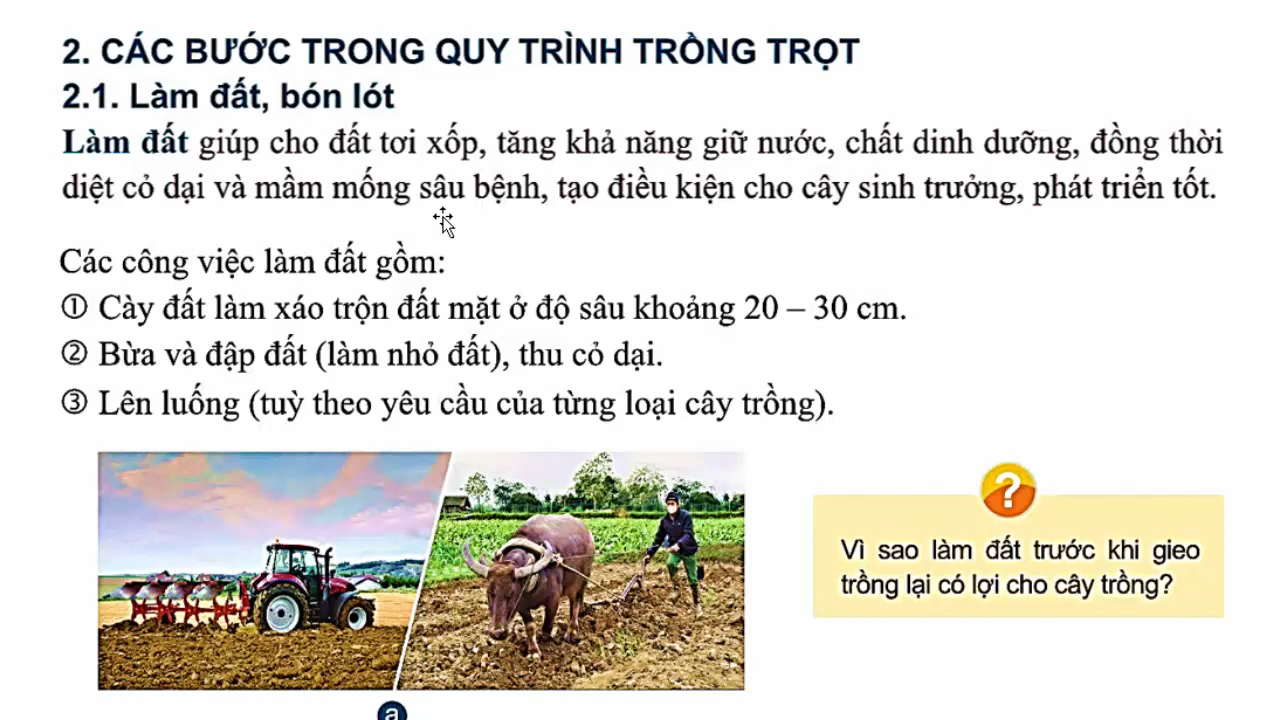 2. CÁC BƯỚC TRONG QUY TRÌNH TRỒNG TRỌT
2.1. Làm đất, bón lót
Làm đất giúp cho đất tơi xốp, tăng khả năng giữ nước, chất dinh dưỡng, đồng thời
diệt cỏ dại và mầm mống sâu bệnh, tạo điều kiện cho cây sinh trưởng, phát triển tốt.
Các công việc làm đất gồm:
① Cày đất làm xáo trộn đất mặt ở độ sâu khoảng 20 – 30 cm.
② Bừa và đập đất (làm nhỏ đất), thu cỏ dại.
③ Lên luống (tuỳ theo yêu cầu của từng loại cây trồng).
?
Vì sao làm đất trước khi gieo
trồng lại có lợi cho cây trồng?
a